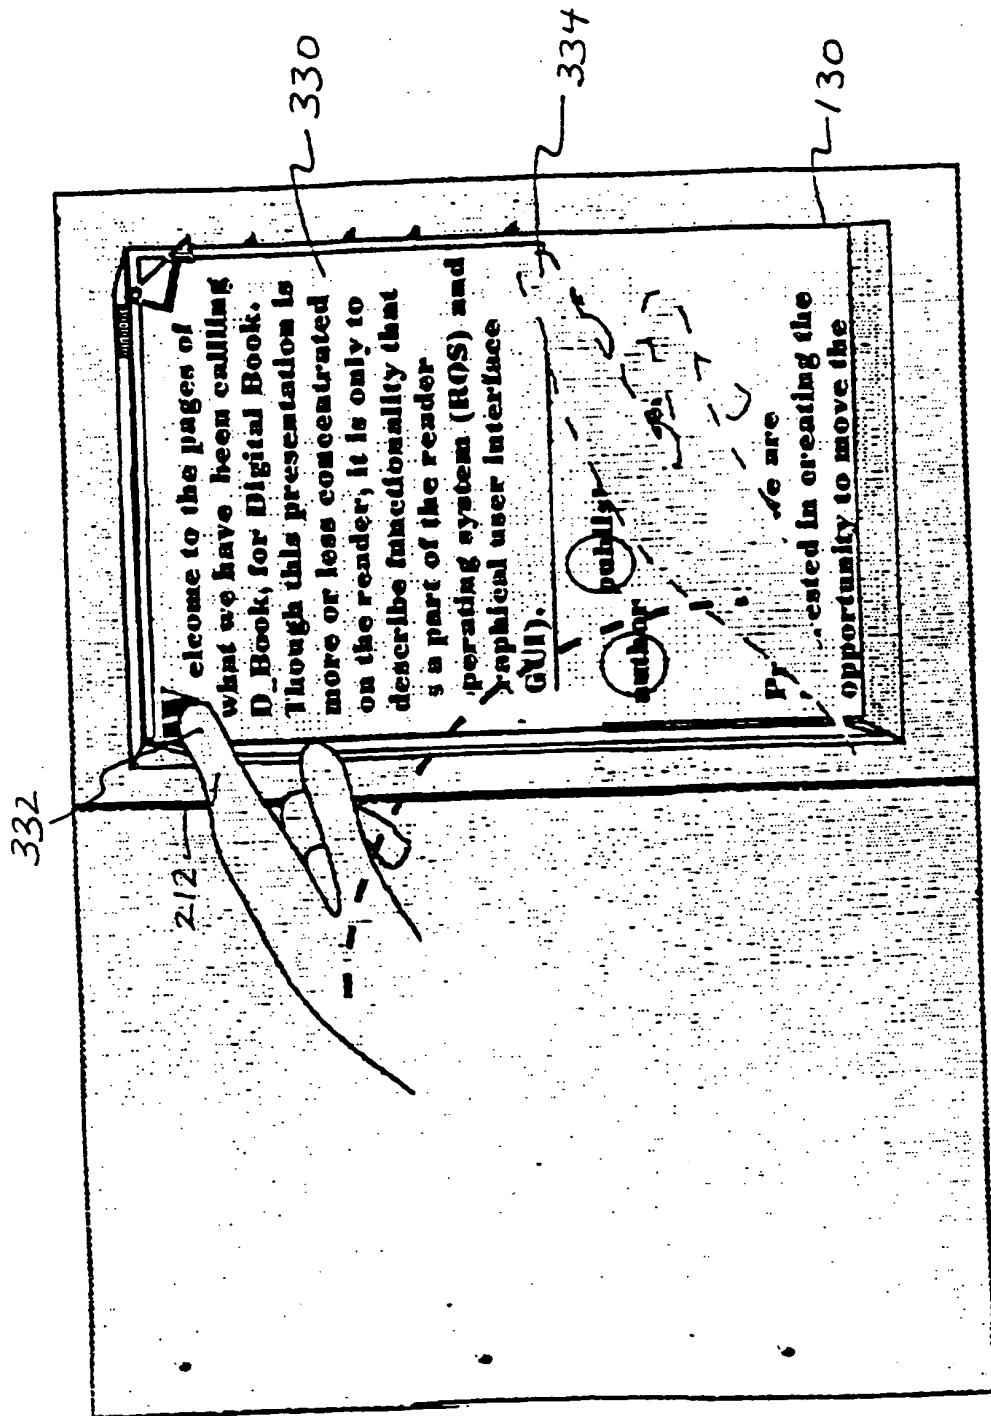 332
212
330
334
130
elcome to the pages of
what we have been callling
D_Book, for Digital Book.
Though this presentation is
more or less concentrated
on the reader, it is only to
describe functionality that
s a part of the reader
perating system (ROS) and
raphical user interface
GUI).
author publis
Pr e are
ested in creating the
opportunity to move the